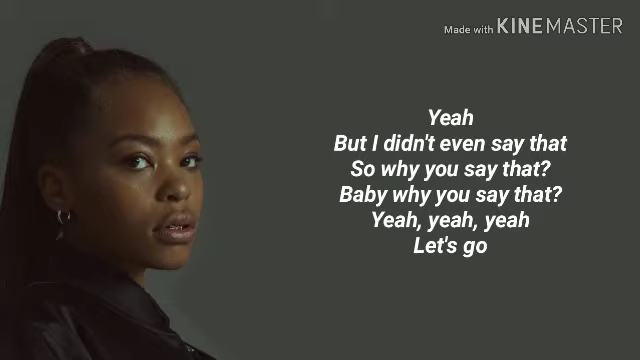 Made with KINEMASTER
Yeah
But I didn't even say that
So why you say that?
Baby why you say that?
Yeah, yeah, yeah
Let's go